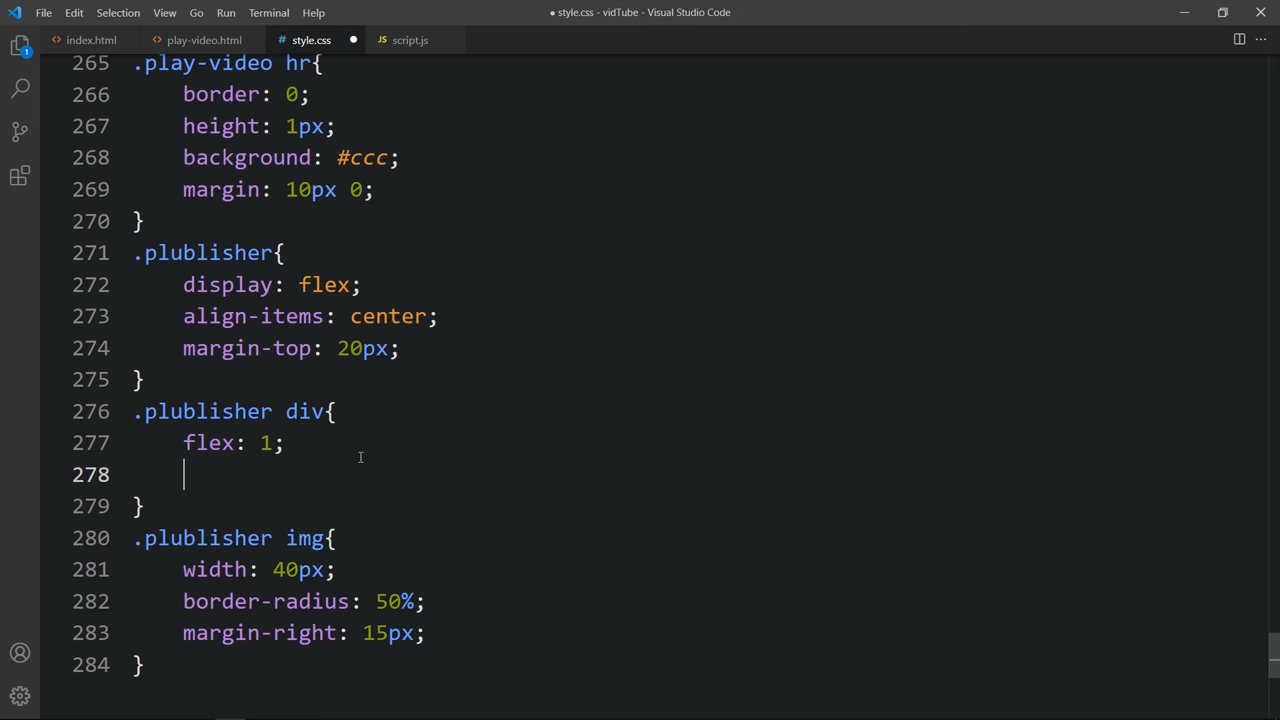 File Edit Selection View Go Run Terminal Help ● style.css - vidTube - Visual Studio Code
1
<> index.html <> play-video.html # style.css ● JS script.js
265 .play-video hr{
266 border: 0;
267 height: 1px;
268 background: #ccc;
269 margin: 10px 0;
270 }
271 .plublisher{
272 display: flex;
273 align-items: center;
274 margin-top: 20px;
275 }
276 .plublisher div{
277 flex: 1;
278
279 }
280 .plublisher img{
281 width: 40px;
282 border-radius: 50%;
283 margin-right: 15px;
284 }